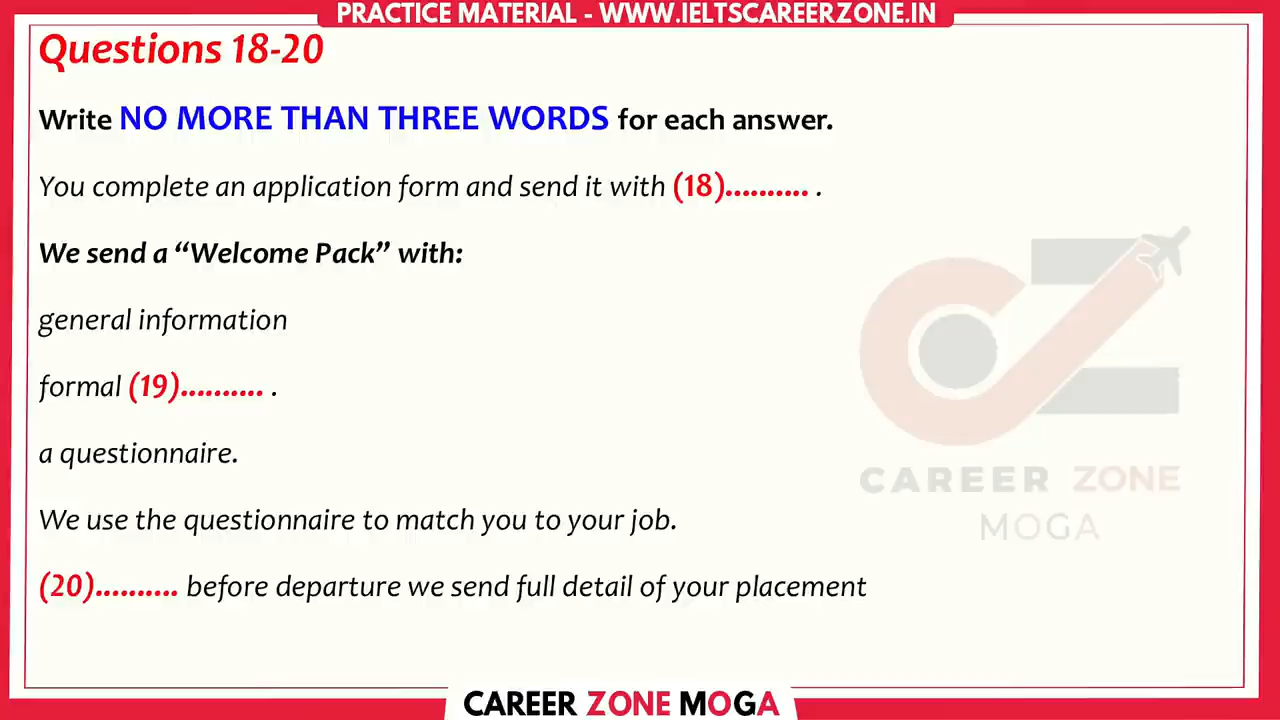 PRACTICE MATERIAL - WWW.IELTSCAREERZONE.IN
Questions 18-20
Write NO MORE THAN THREE WORDS for each answer.
You complete an application form and send it with (18).......... .
We send a “Welcome Pack” with:
general information
formal (19).......... .
a questionnaire.
We use the questionnaire to match you to your job.
(20).......... before departure we send full detail of your placement
CAREER ZONE
MOGA
CAREER ZONE MOGA